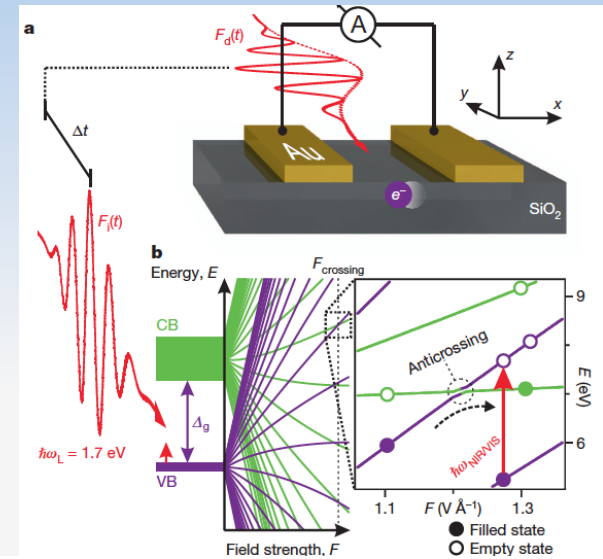 a
F_d(t)
A
Δt
Au
z
y
x
e⁻
SiO₂
F_i(t)
b
Energy, E
F_crossing
CB
Δ_g
ħω_L = 1.7 eV
VB
Field strength, F
Anticrossing
ħω_NIR/VIS
9
6
E (eV)
1.1
F (V Å⁻¹)
1.3
Filled state
Empty state